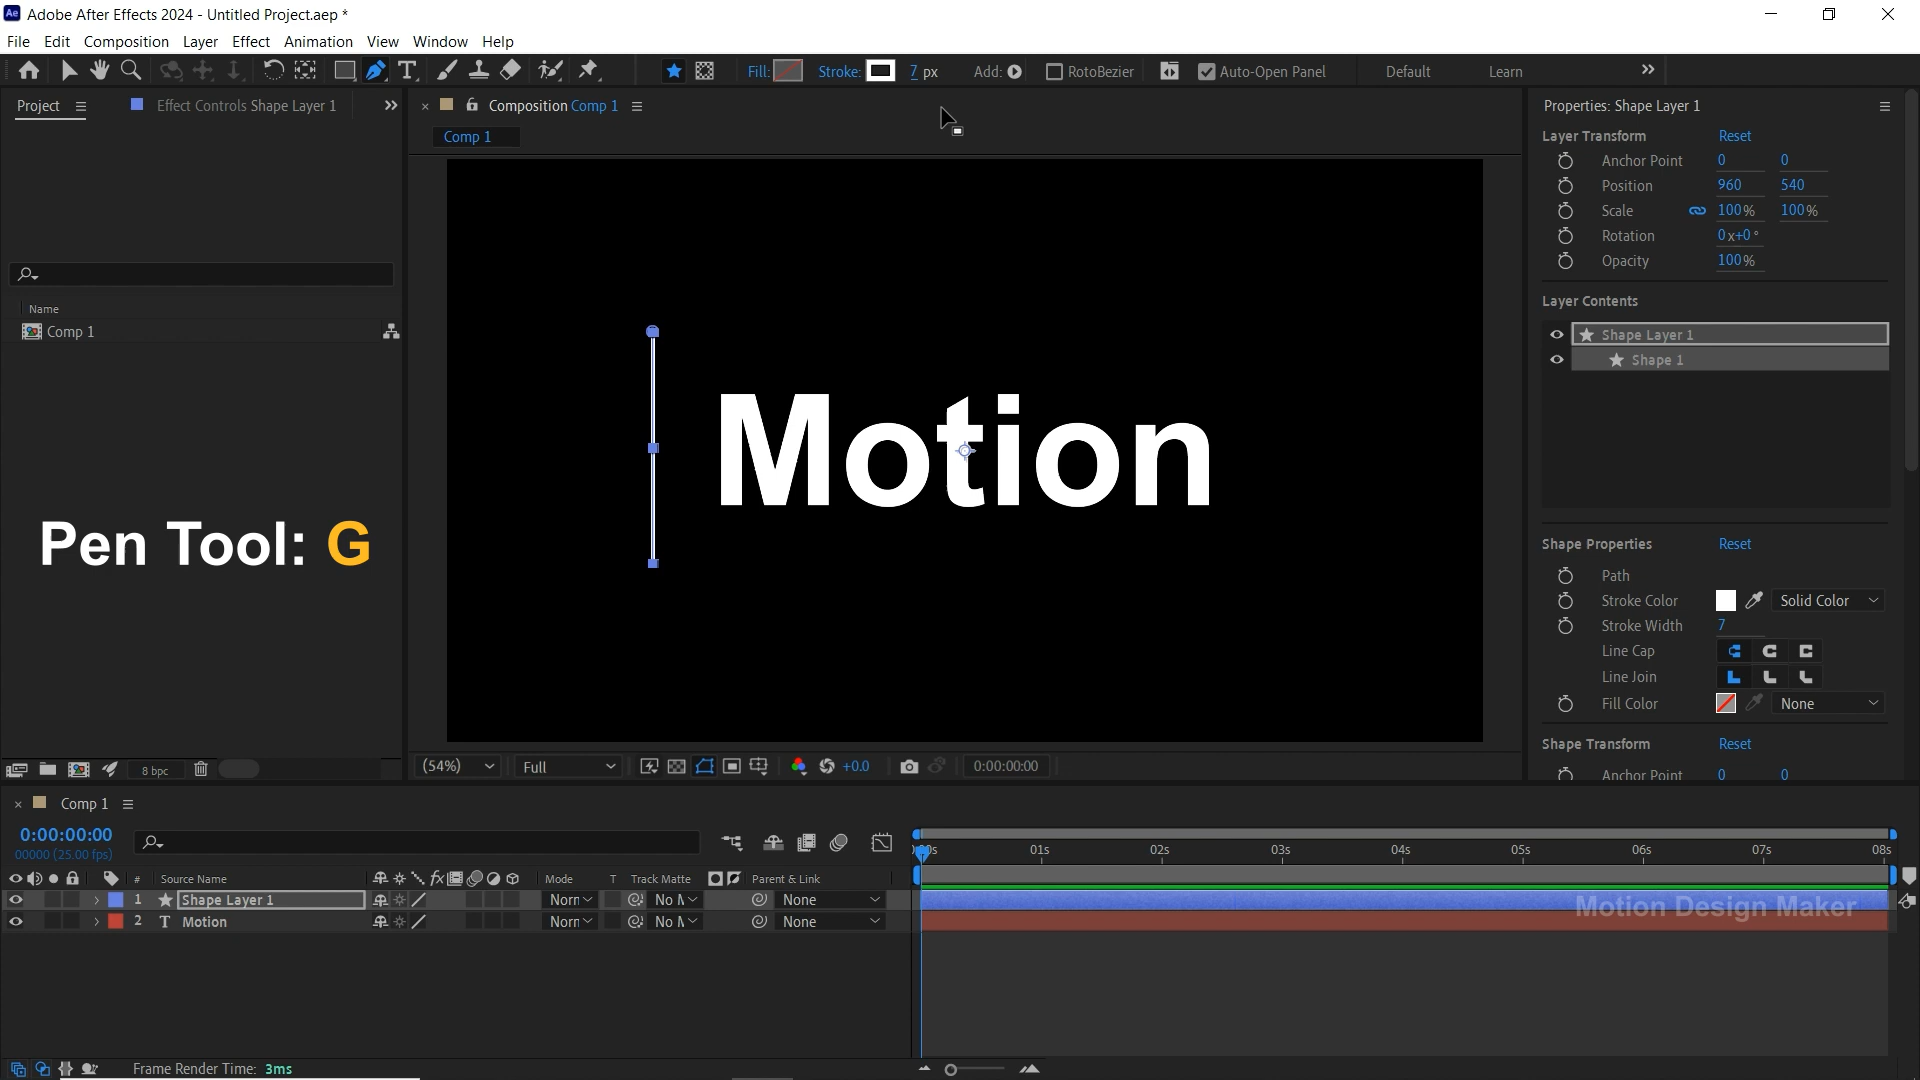 Adobe After Effects 2024 - Untitled Project.aep *
File Edit Composition Layer Effect Animation View Window Help
Fill: Stroke: 7 px Add: RotoBezier Auto-Open Panel Default Learn
Project Effect Controls Shape Layer 1
Composition Comp 1
Comp 1
Name
Comp 1
Pen Tool: G
Motion
8 bpc
(54%) Full +0.0 0:00:00:00
Properties: Shape Layer 1
Layer Transform Reset
Anchor Point 0 0
Position 960 540
Scale 100% 100%
Rotation 0x+0°
Opacity 100%
Layer Contents
Shape Layer 1
Shape 1
Shape Properties Reset
Path
Stroke Color Solid Color
Stroke Width 7
Line Cap
Line Join
Fill Color None
Shape Transform Reset
Anchor Point 0 0
Comp 1
0:00:00:00
00000 (25.00 fps)
01s 02s 03s 04s 05s 06s 07s 08s
# Source Name Mode T Track Matte Parent & Link
1 Shape Layer 1 Norn No M None
2 T Motion Norn No M None
Motion Design Maker
Frame Render Time: 3ms